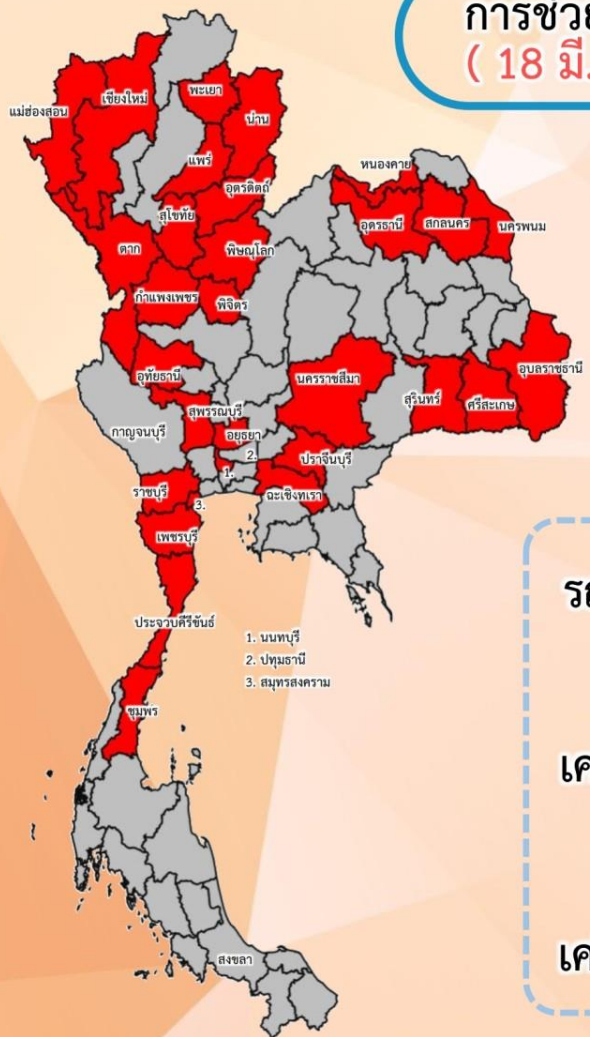 การช่วย
( 18 มี.
พะเยา
เชียงใหม่
แม่ฮ่องสอน
น่าน
แพร่
หนองคาย
อุตรดิตถ์
สุโขทัย
อุดรธานี
สกลนคร
นครพนม
ตาก
พิษณุโลก
กำแพงเพชร
พิจิตร
อุทัยธานี
นครราชสีมา
อุบลราชธานี
สุรินทร์
ศรีสะเกษ
สุพรรณบุรี
กาญจนบุรี
อยุธยา
2.
ปราจีนบุรี
1.
ราชบุรี
3.
ฉะเชิงเทรา
เพชรบุรี
ประจวบคีรีขันธ์
1. นนทบุรี
2. ปทุมธานี
3. สมุทรสงคราม
ชุมพร
สงขลา
เค
เค